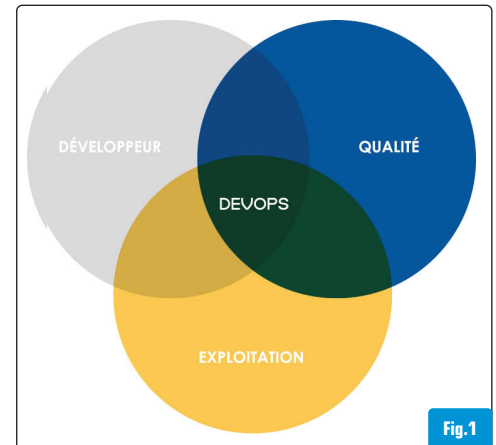 DÉVELOPPEUR
QUALITÉ
DEVOPS
EXPLOITATION
Fig.1